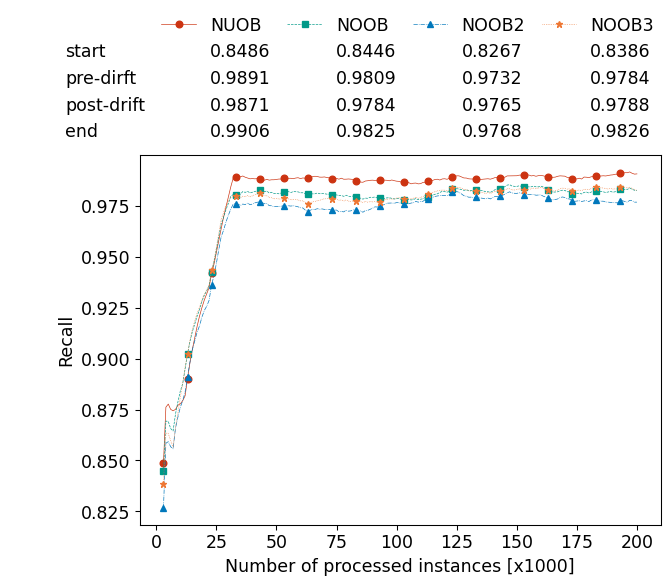 NUOB NOOB NOOB2 NOOB3
start 0.8486 0.8446 0.8267 0.8386
pre-dirft 0.9891 0.9809 0.9732 0.9784
post-drift 0.9871 0.9784 0.9765 0.9788
end 0.9906 0.9825 0.9768 0.9826
0.975
0.950
0.925
0.900
0.875
0.850
0.825
Recall
0 25 50 75 100 125 150 175 200
Number of processed instances [x1000]